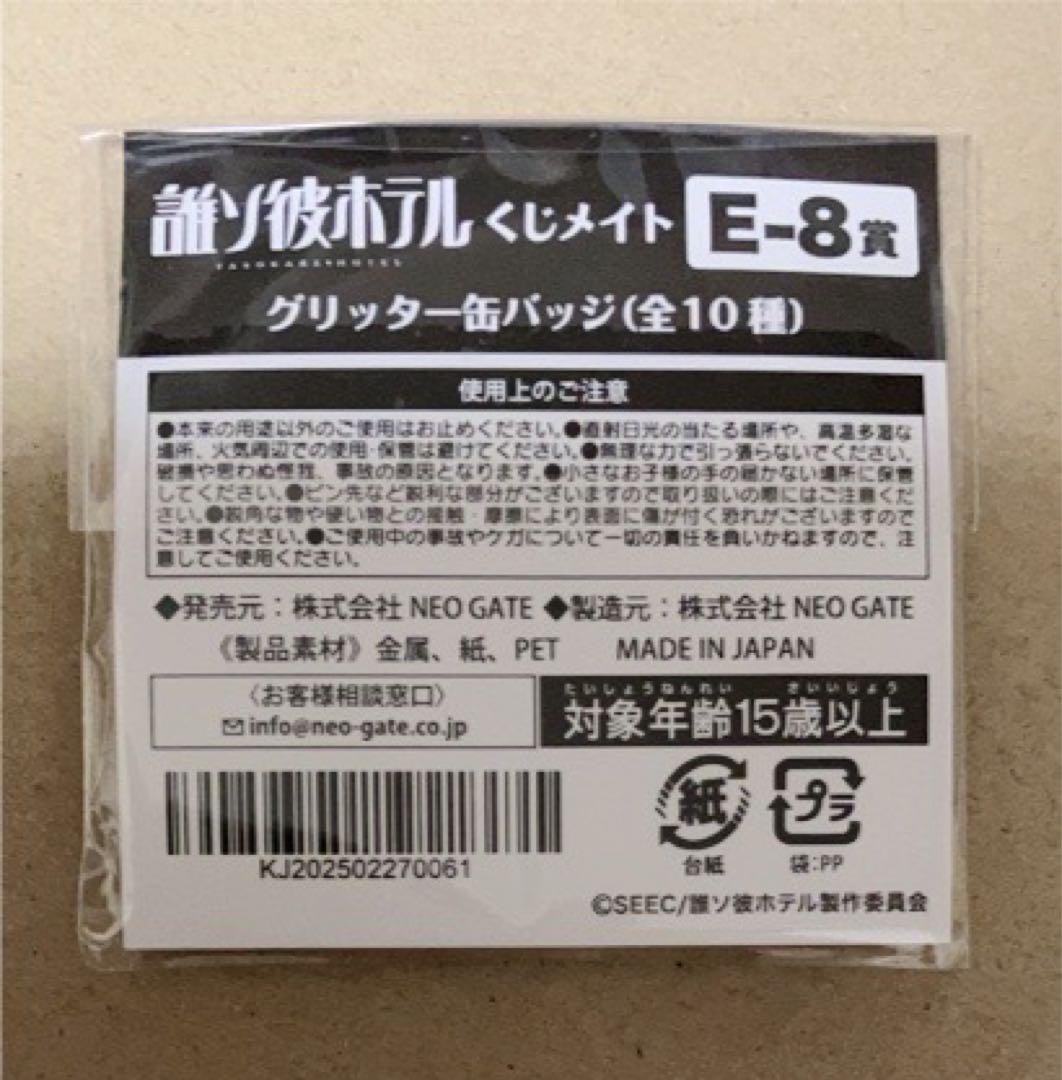 誰ソ彼ホテル くじメイト E-8賞
TASOKARE HOTEL
グリッター缶バッジ(全10種)
使用上のご注意
●本来の用途以外のご使用はお止めください。●直射日光の当たる場所や、高温多湿な
場所、火気周辺での使用・保管は避けてください。●無理な力で引っ張らないでください。
破損や思わぬ怪我、事故の原因となります。●小さなお子様の手の届かない場所に保管
してください。●ピン先など鋭利な部分がございますので取り扱いの際にはご注意くだ
さい。●鋭角な物や硬い物との接触・摩擦により表面に傷が付く恐れがございますので
ご注意ください。●ご使用中の事故やケガについて一切の責任を負いかねますので、注
意してご使用ください。
◆発売元：株式会社 NEO GATE ◆製造元：株式会社 NEO GATE
《製品素材》金属、紙、PET MADE IN JAPAN
〈お客様相談窓口〉
info@neo-gate.co.jp
たいしょうねんれい さいいじょう
対象年齢15歳以上
紙 プラ
台紙 袋:PP
KJ202502270061
©SEEC/誰ソ彼ホテル製作委員会